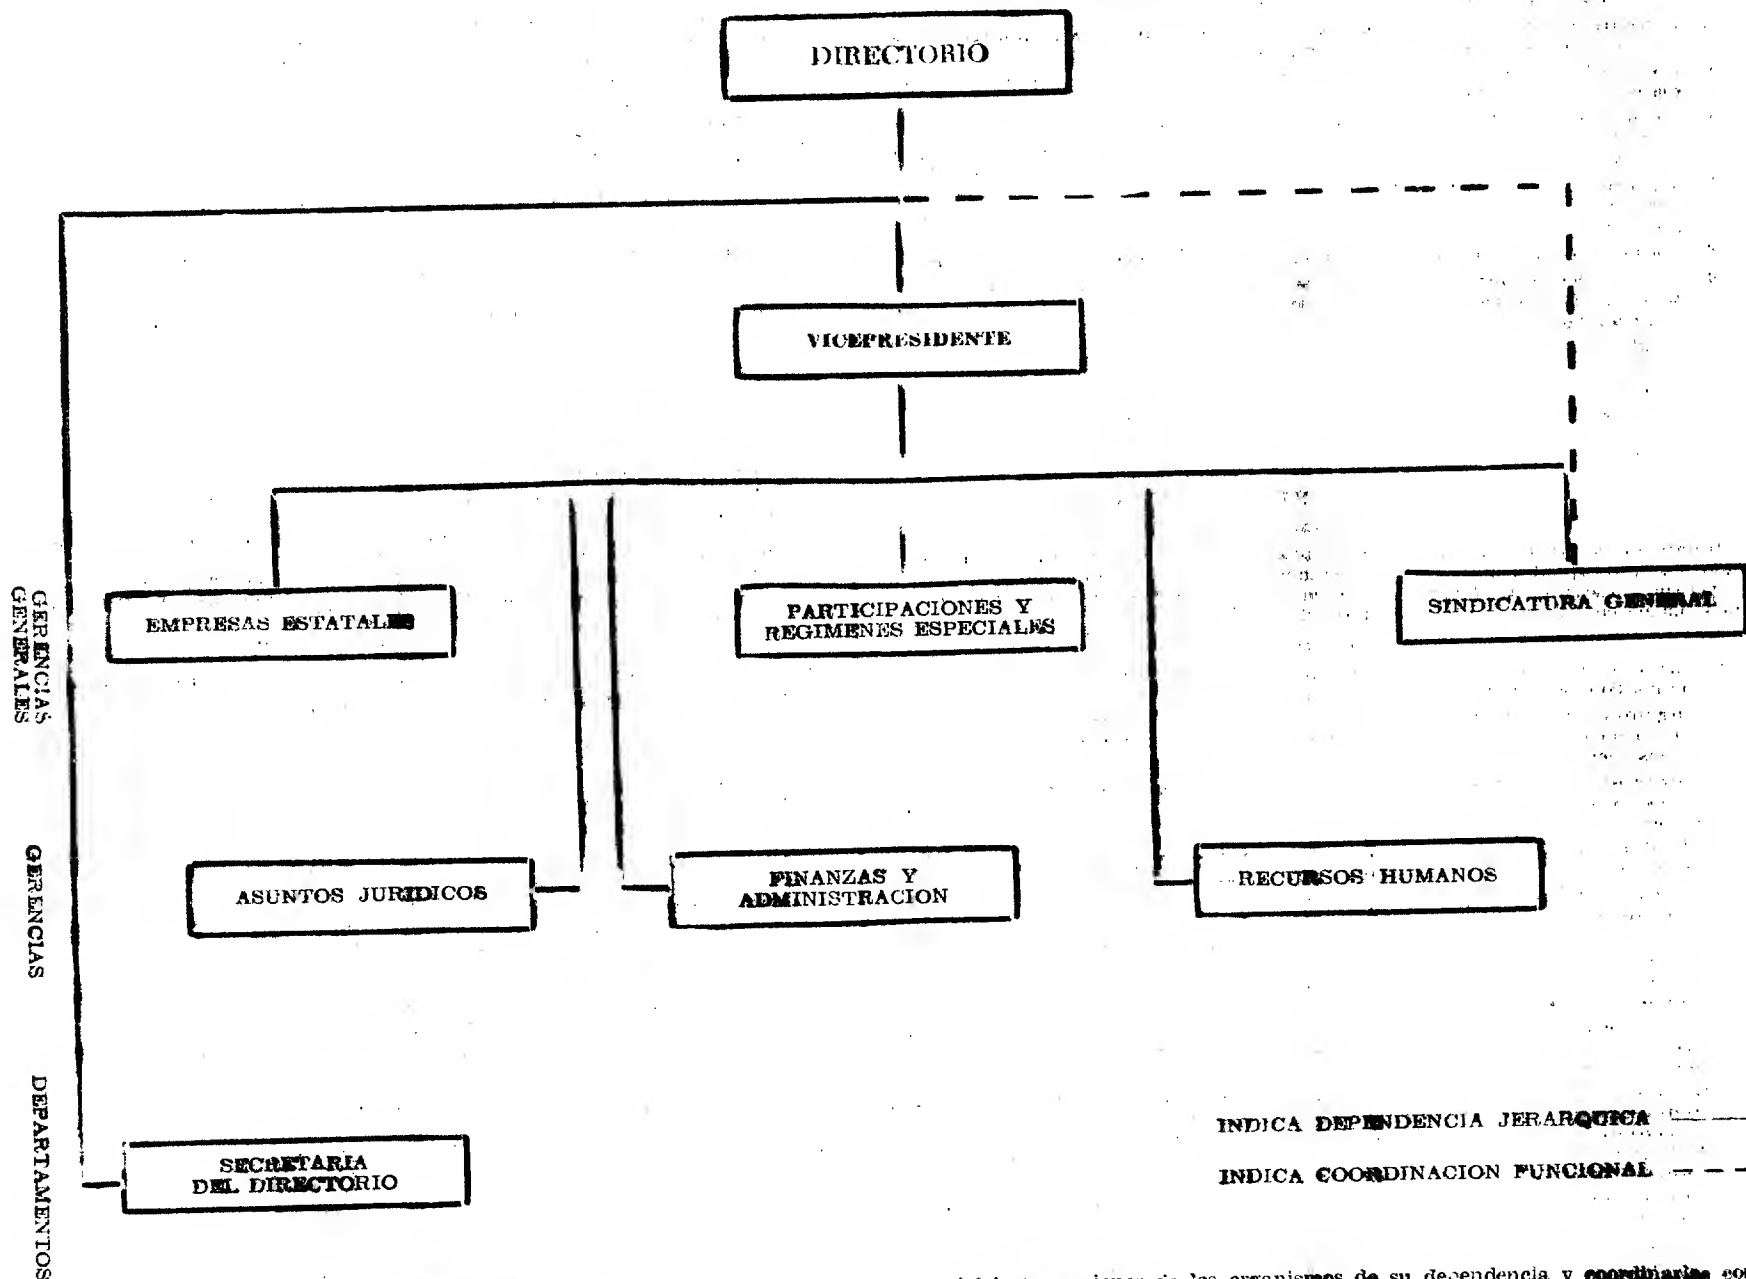 DIRECTORIO
VICEPRESIDENTE
GERENCIAS
GENERALES
EMPRESAS ESTATALES
PARTICIPACIONES Y
REGIMENES ESPECIALES
SINDICATURA GENERAL
GERENCIAS
ASUNTOS JURIDICOS
FINANZAS Y
ADMINISTRACION
RECURSOS HUMANOS
DEPARTAMENTOS
SECRETARIA
DEL DIRECTORIO
INDICA DEPENDENCIA JERARQUICA
INDICA COORDINACION FUNCIONAL
de los organismos de su dependencia y coordinarlos con